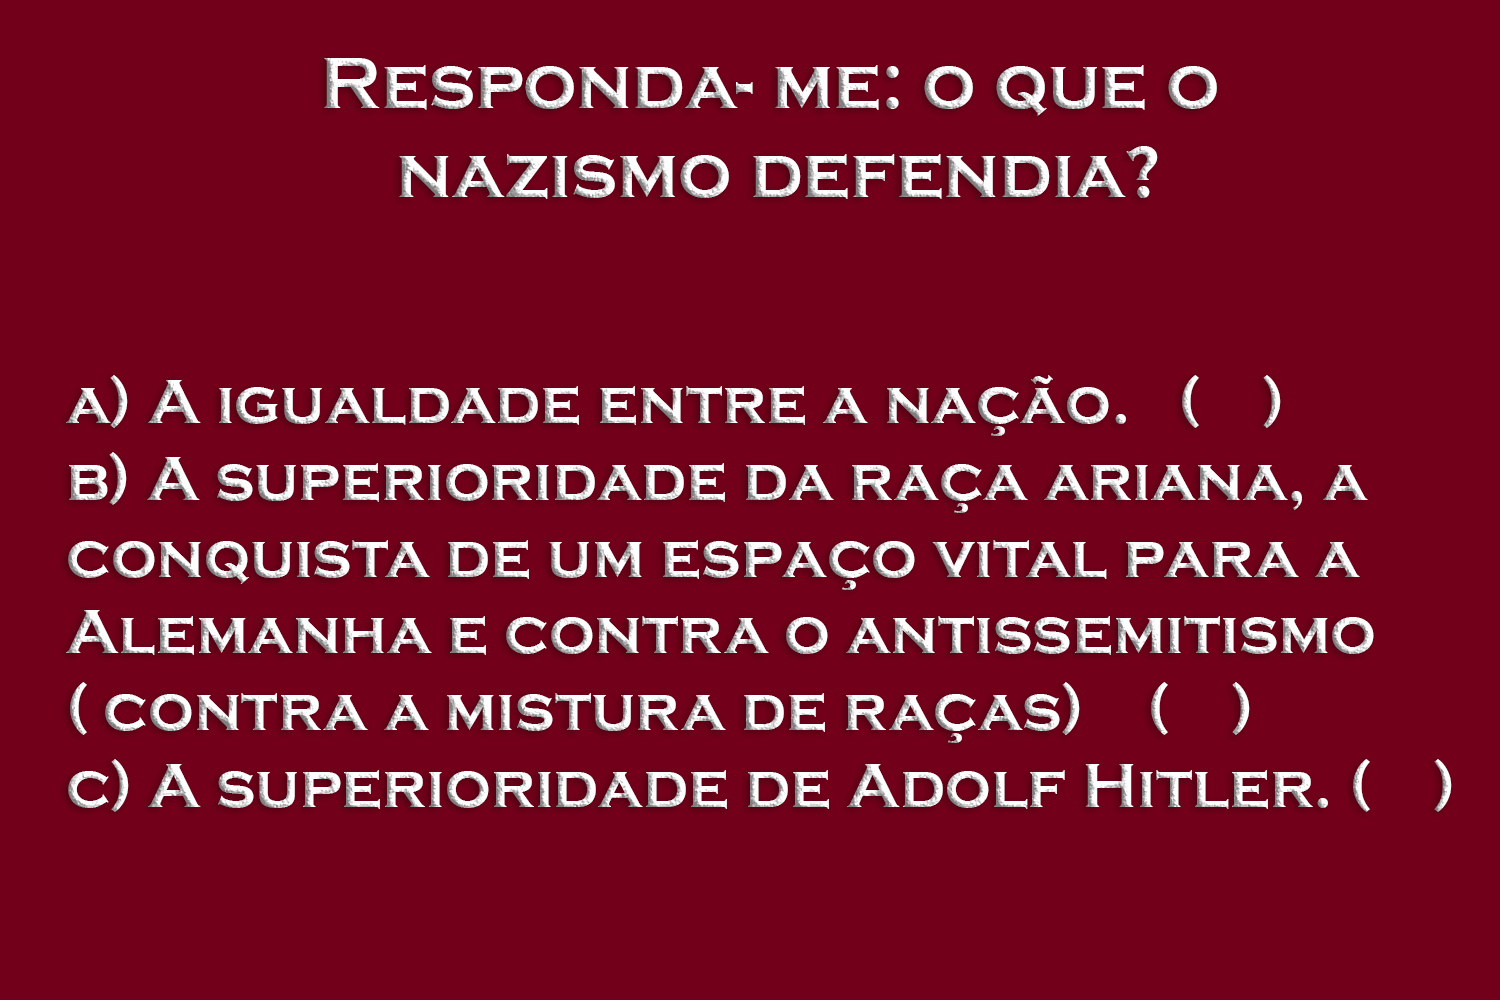 Responda- me: o que o
nazismo defendia?
a) A igualdade entre a nação. ( )
b) A superioridade da raça ariana, a
conquista de um espaço vital para a
Alemanha e contra o antissemitismo
( contra a mistura de raças) ( )
c) A superioridade de Adolf Hitler. ( )